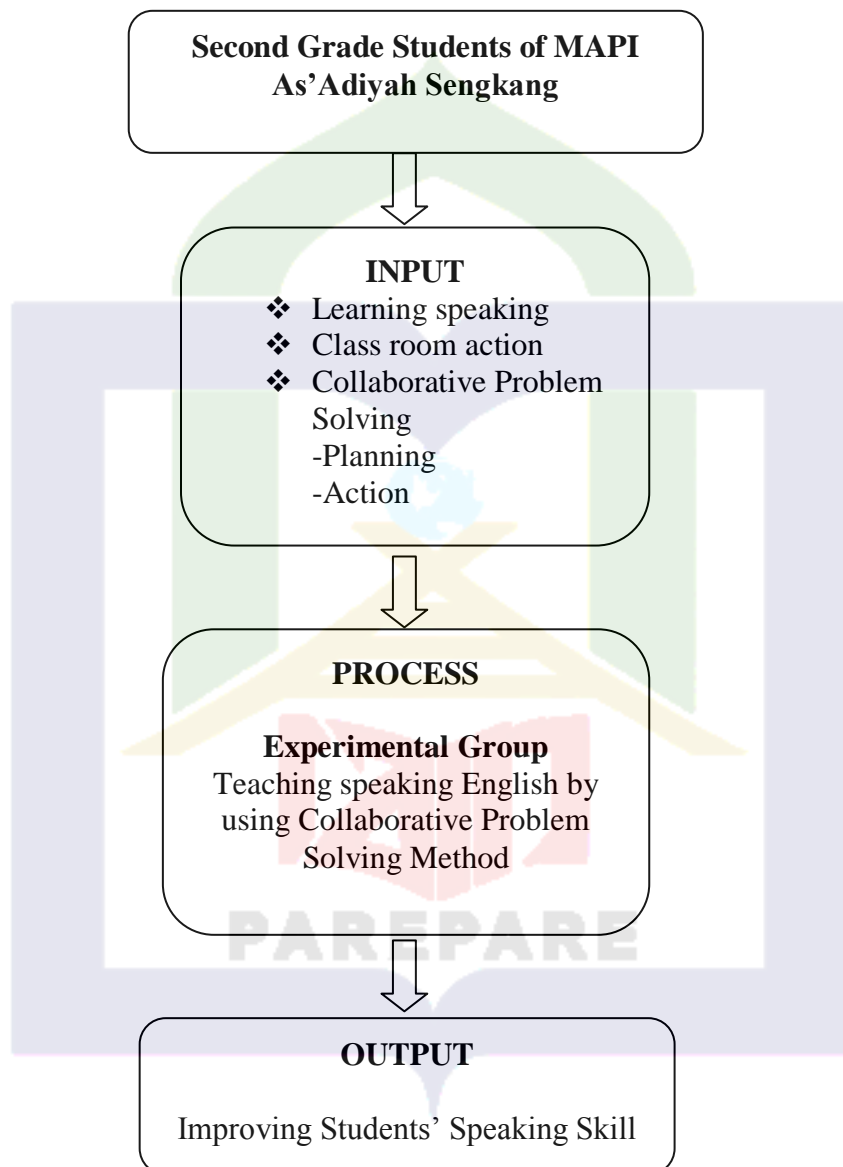 Second Grade Students of MAPI
As’Adiyah Sengkang
INPUT
❖ Learning speaking
❖ Class room action
❖ Collaborative Problem
Solving
-Planning
-Action
PROCESS
Experimental Group
Teaching speaking English by
using Collaborative Problem
Solving Method
PAREPARE
OUTPUT
Improving Students’ Speaking Skill